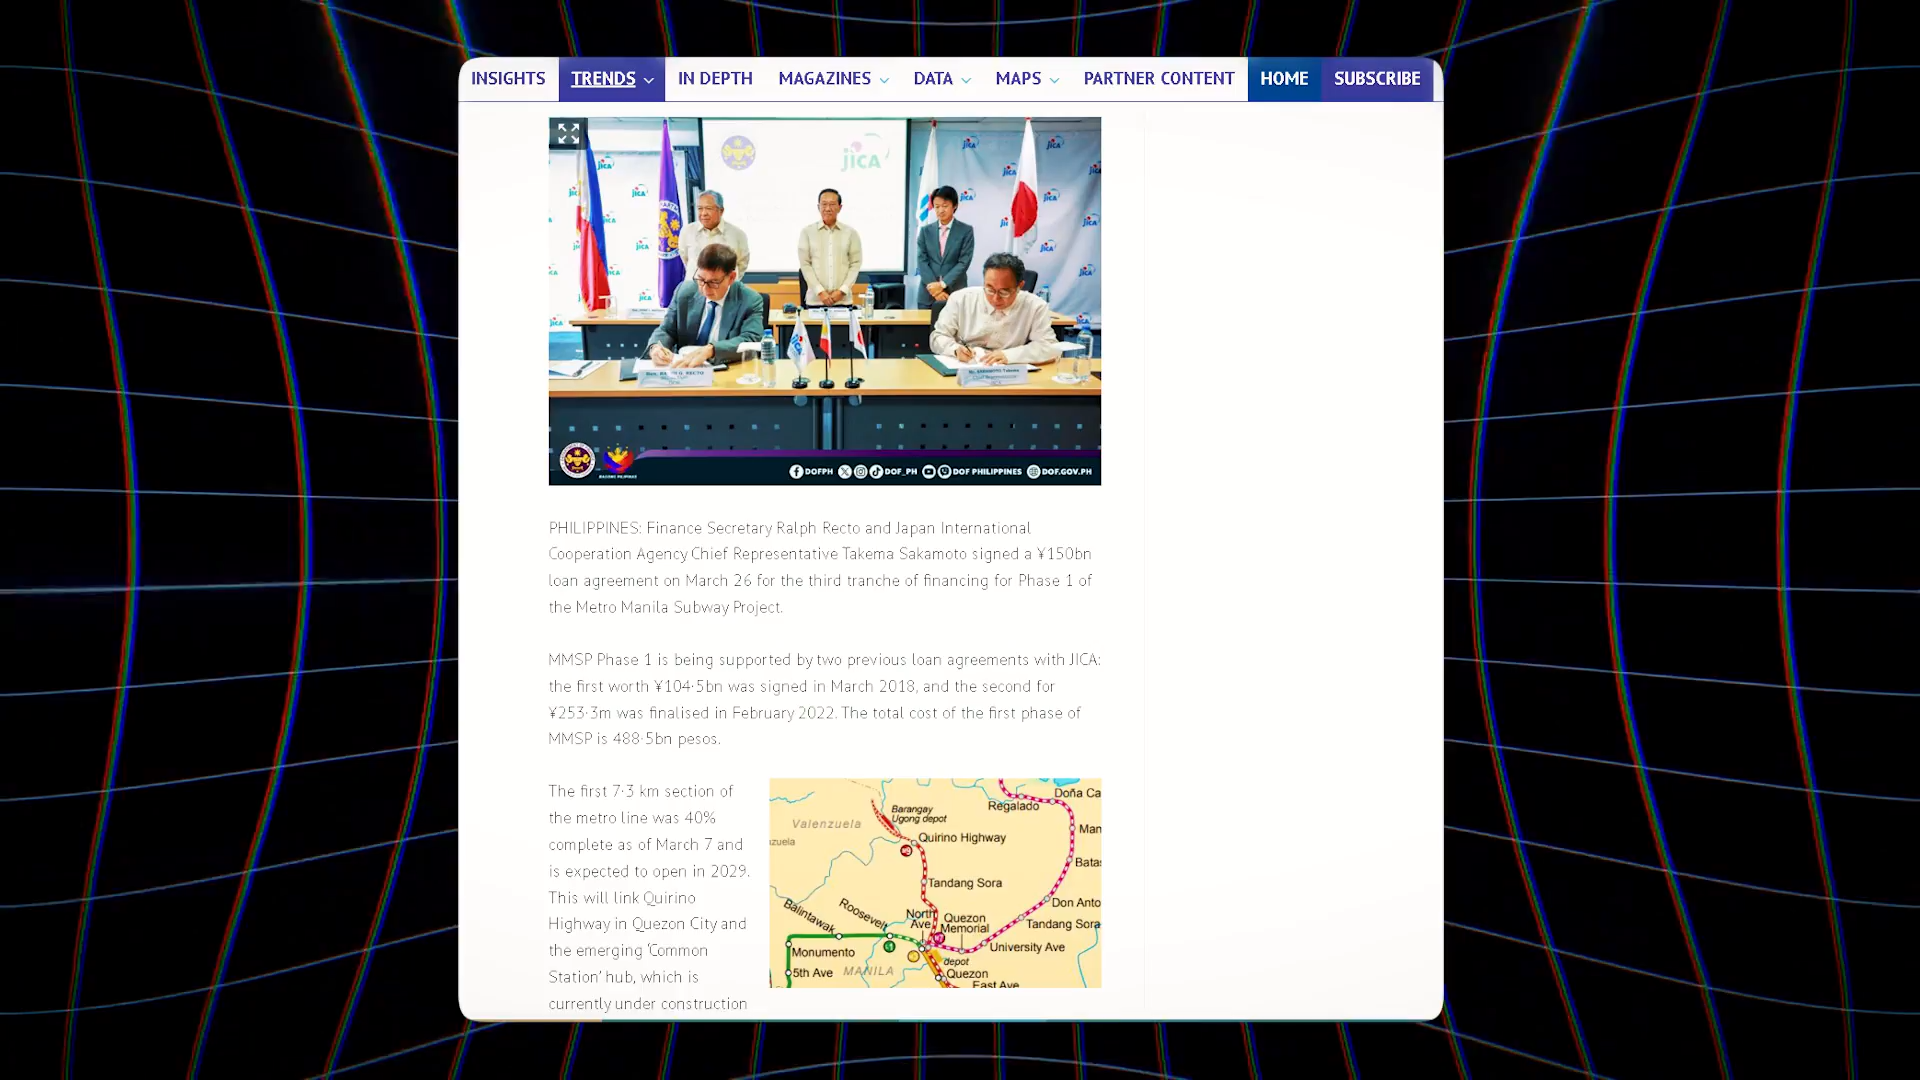 INSIGHTS TRENDS IN DEPTH MAGAZINES DATA MAPS PARTNER CONTENT HOME SUBSCRIBE
jICA
DOFPH DOF_PH DOF PHILIPPINES DOF.GOV.PH
PHILIPPINES: Finance Secretary Ralph Recto and Japan International
Cooperation Agency Chief Representative Takema Sakamoto signed a ¥150bn
loan agreement on March 26 for the third tranche of financing for Phase 1 of
the Metro Manila Subway Project.
MMSP Phase 1 is being supported by two previous loan agreements with JICA:
the first worth ¥104·5bn was signed in March 2018, and the second for
¥253·3m was finalised in February 2022. The total cost of the first phase of
MMSP is 488·5bn pesos.
The first 7·3 km section of
the metro line was 40%
complete as of March 7 and
is expected to open in 2029.
This will link Quirino
Highway in Quezon City and
the emerging ‘Common
Station’ hub, which is
currently under construction
Doña Ca
Regalado
Barangay
Ugong depot
Valenzuela
Man
Quirino Highway
zuela
Batas
Tandang Sora
Don Anto
Balintawak
Roosevelt
North
Ave
Quezon
Memorial
Tandang Sora
University Ave
Monumento
depot
5th Ave
MANILA
Quezon
East Ave